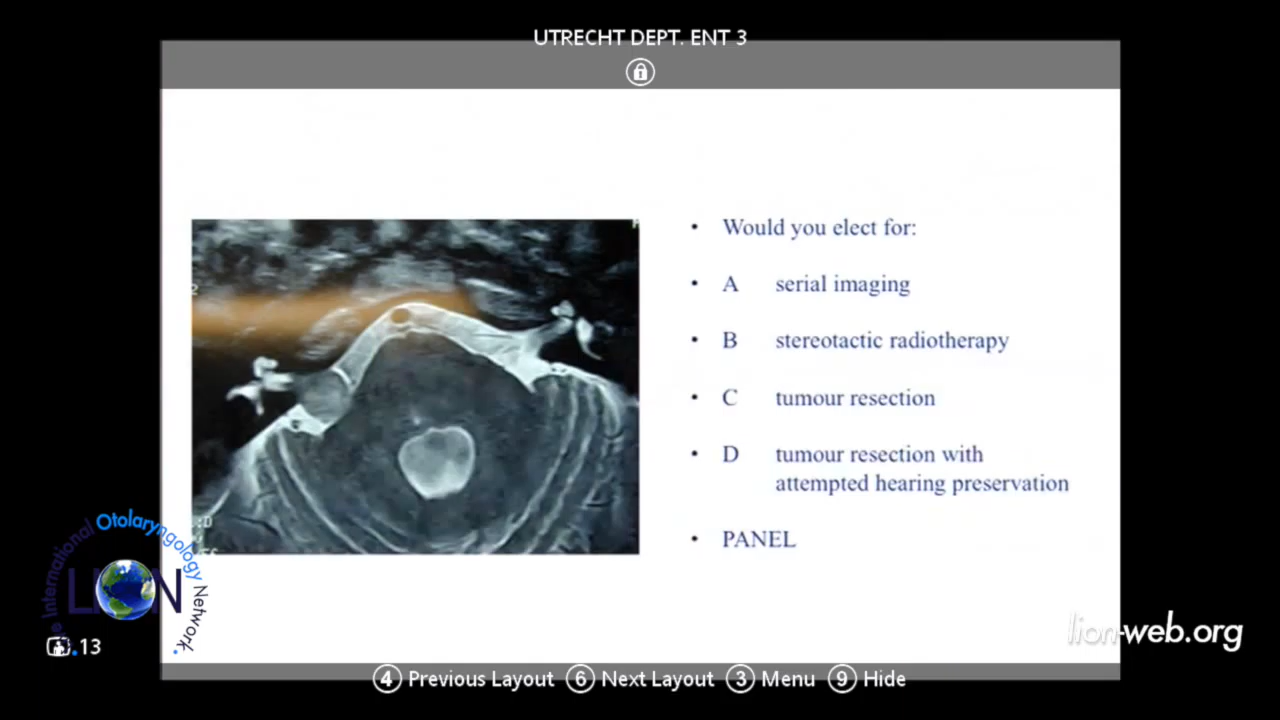 UTRECHT DEPT. ENT 3
• Would you elect for:
• A serial imaging
• B stereotactic radiotherapy
• C tumour resection
• D tumour resection with
attempted hearing preservation
• PANEL
International Otolaryngology Network.
LION
.13
lion-web.org
4 Previous Layout 6 Next Layout 3 Menu 9 Hide